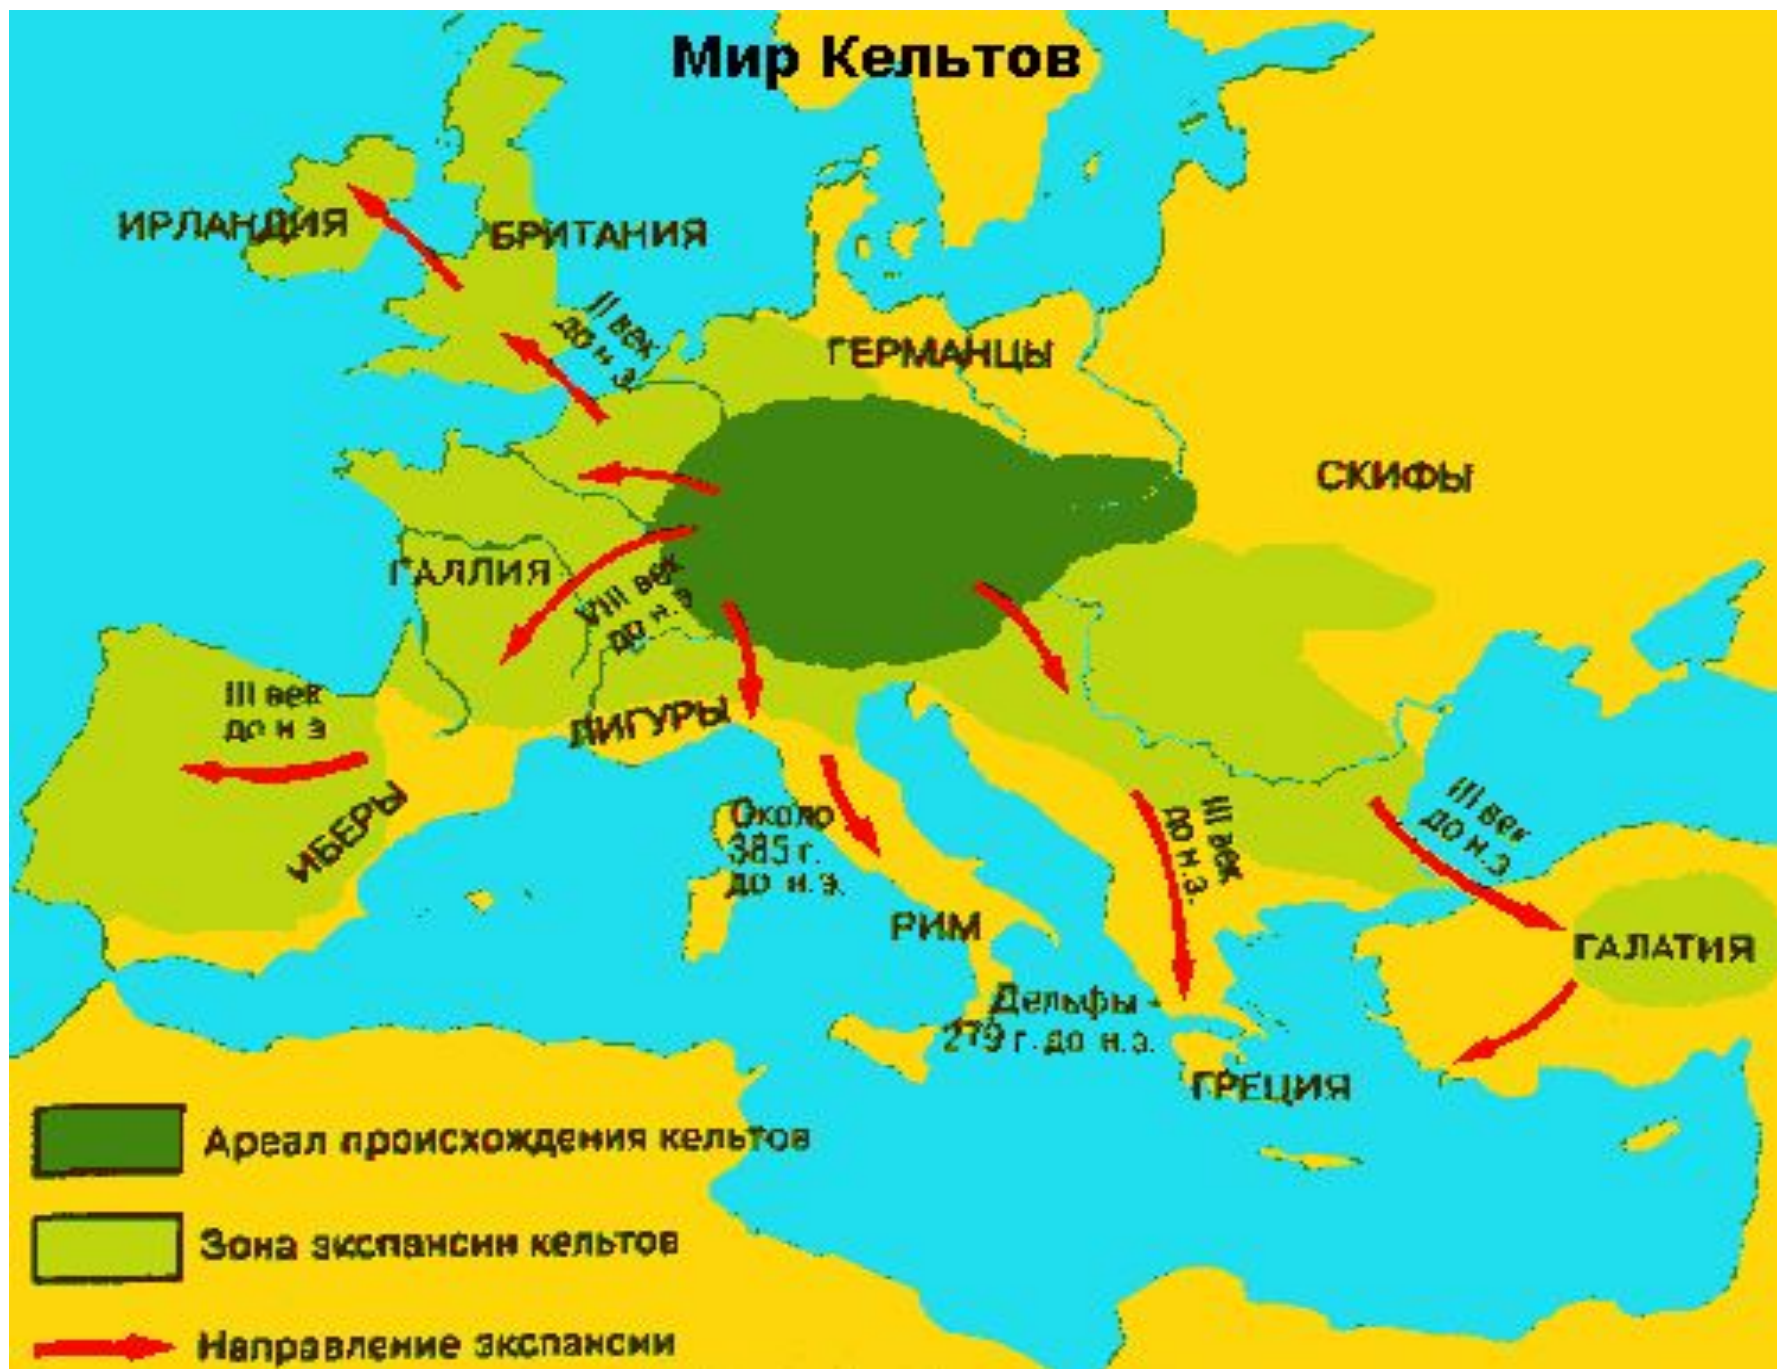 Мир Кельтов
ИРЛАНДИЯ
БРИТАНИЯ
II век
до н э
ГЕРМАНЦЫ
СКИФЫ
ГАЛЛИЯ
VIII век
до н.э
III век
до н э
ЛИГУРЫ
ИБЕРЫ
Около
385 г.
до н.э.
III век
до н.э.
III век
до н.э
РИМ
ГАЛАТИЯ
Дельфы -
279 г. до н.э.
ГРЕЦИЯ
Ареал происхождения кельтов
Зона экспансии кельтов
Направление экспансии